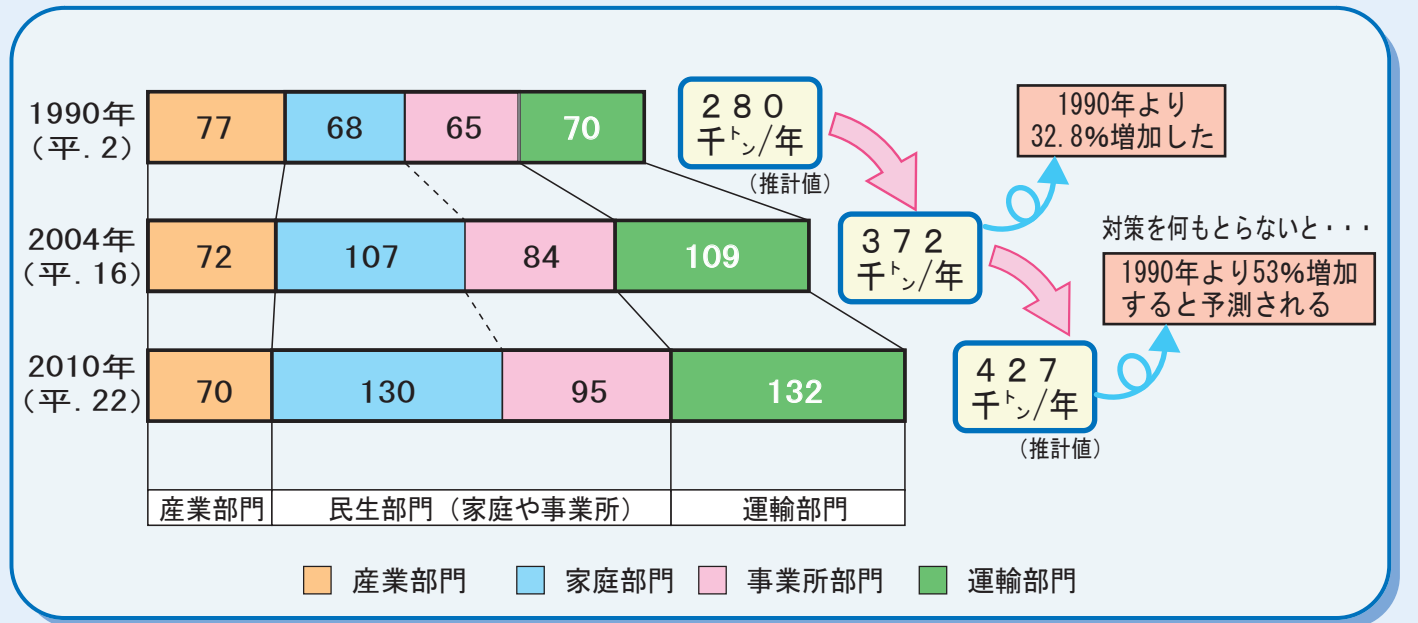 1990年
(平.2)
77
68
65
70
280
千トン/年
(推計値)
1990年より
32.8%増加した
2004年
(平.16)
72
107
84
109
372
千トン/年
対策を何もとらないと・・・
1990年より53%増加
すると予測される
2010年
(平.22)
70
130
95
132
427
千トン/年
(推計値)
産業部門
民生部門(家庭や事業所)
運輸部門
産業部門
家庭部門
事業所部門
運輸部門